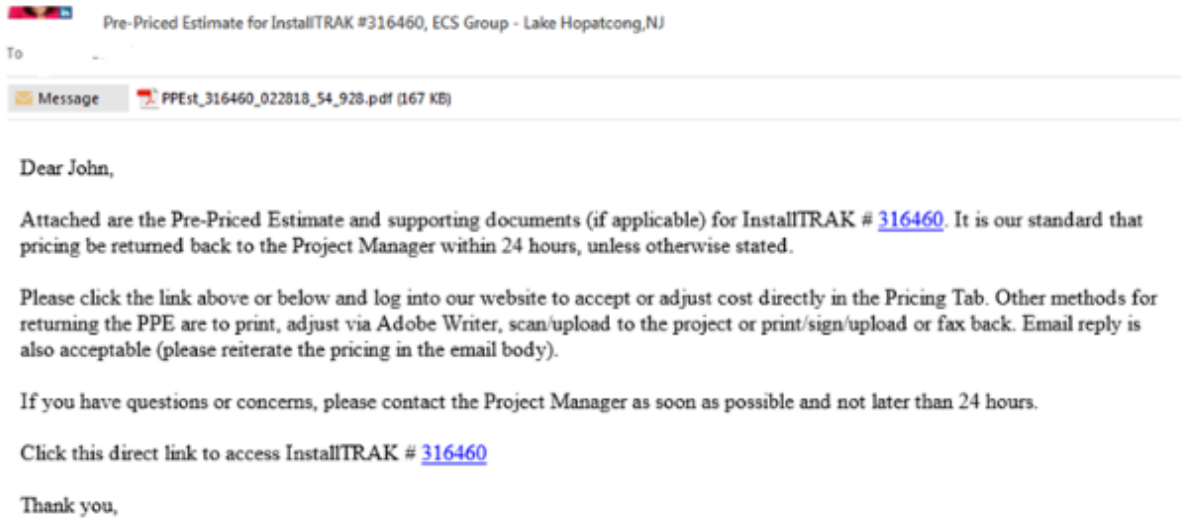 Pre-Priced Estimate for InstallTRAK #316460, ECS Group - Lake Hopatcong,NJ
To
Message PPEst_316460_022818_54_928.pdf (167 KB)
Dear John,
Attached are the Pre-Priced Estimate and supporting documents (if applicable) for InstallTRAK # 316460. It is our standard that
pricing be returned back to the Project Manager within 24 hours, unless otherwise stated.
Please click the link above or below and log into our website to accept or adjust cost directly in the Pricing Tab. Other methods for
returning the PPE are to print, adjust via Adobe Writer, scan/upload to the project or print/sign/upload or fax back. Email reply is
also acceptable (please reiterate the pricing in the email body).
If you have questions or concerns, please contact the Project Manager as soon as possible and not later than 24 hours.
Click this direct link to access InstallTRAK # 316460
Thank you,